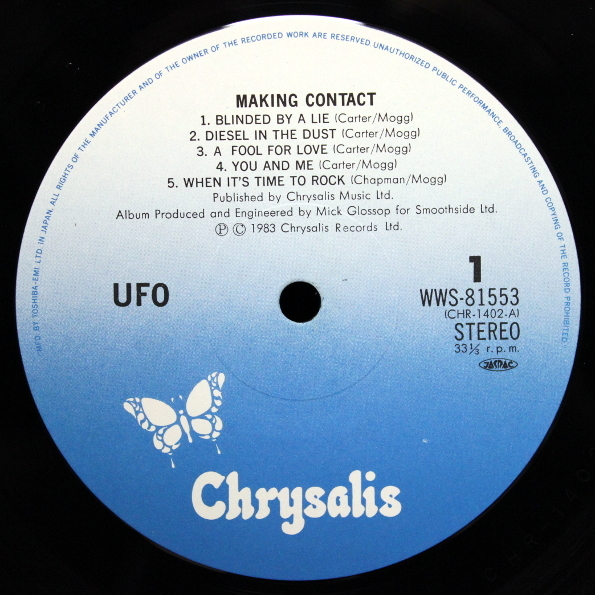 MFD BY TOSHIBA-EMI LTD. IN JAPAN. ALL RIGHTS OF THE MANUFACTURER AND OF THE OWNER OF THE RECORDED WORK ARE RESERVED. UNAUTHORIZED PUBLIC PERFORMANCE, BROADCASTING AND COPYING OF THE RECORD PROHIBITED.
MAKING CONTACT
1. BLINDED BY A LIE (Carter/Mogg)
2. DIESEL IN THE DUST (Carter/Mogg)
3. A FOOL FOR LOVE (Carter/Mogg)
4. YOU AND ME (Carter/Mogg)
5. WHEN IT'S TIME TO ROCK (Chapman/Mogg)
Published by Chrysalis Music Ltd.
Album Produced and Engineered by Mick Glossop for Smoothside Ltd.
℗ © 1983 Chrysalis Records Ltd.
UFO
1
WWS-81553
(CHR-1402-A)
STEREO
33⅓ r.p.m.
JASRAC
Chrysalis